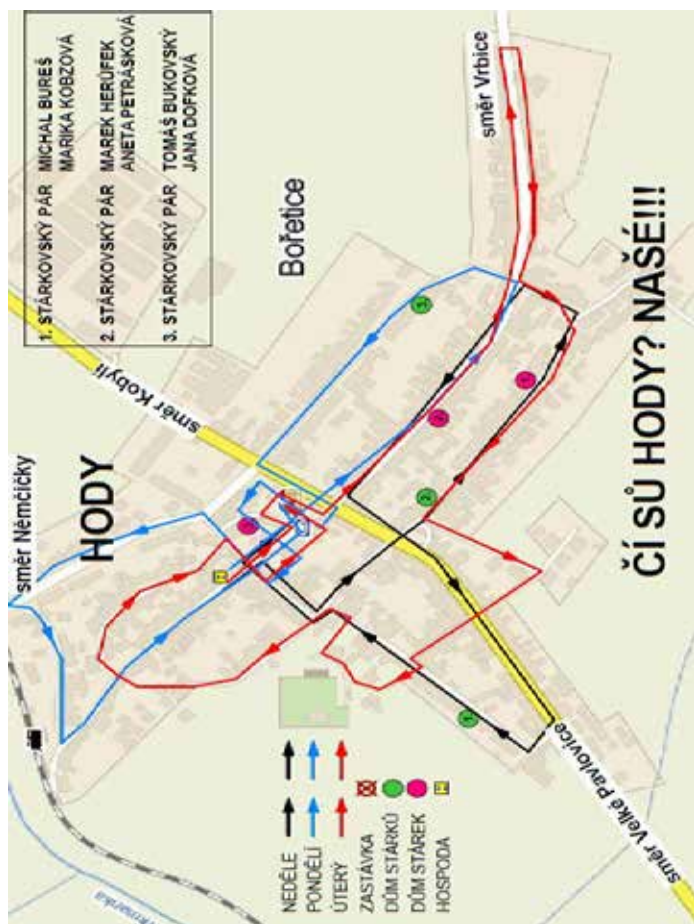 HODY
ČÍ SŮ HODY? NAŠÉ!!!
1. STÁRKOVSKÝ PÁR MICHAL BUREŠ
MARIKA KOBZOVÁ
2. STÁRKOVSKÝ PÁR MAREK HERŮFEK
ANETA PETRÁSKOVÁ
3. STÁRKOVSKÝ PÁR TOMÁŠ BUKOVSKÝ
JANA DOFKOVÁ
směr Němčičky
směr Kobylí
Bořetice
směr Vrbice
směr Velké Pavlovice
NEDĚLE
PONDĚLÍ
ÚTERÝ
ZASTÁVKA
DŮM STÁRKŮ
DŮM STÁREK
HOSPODA
H
H
1